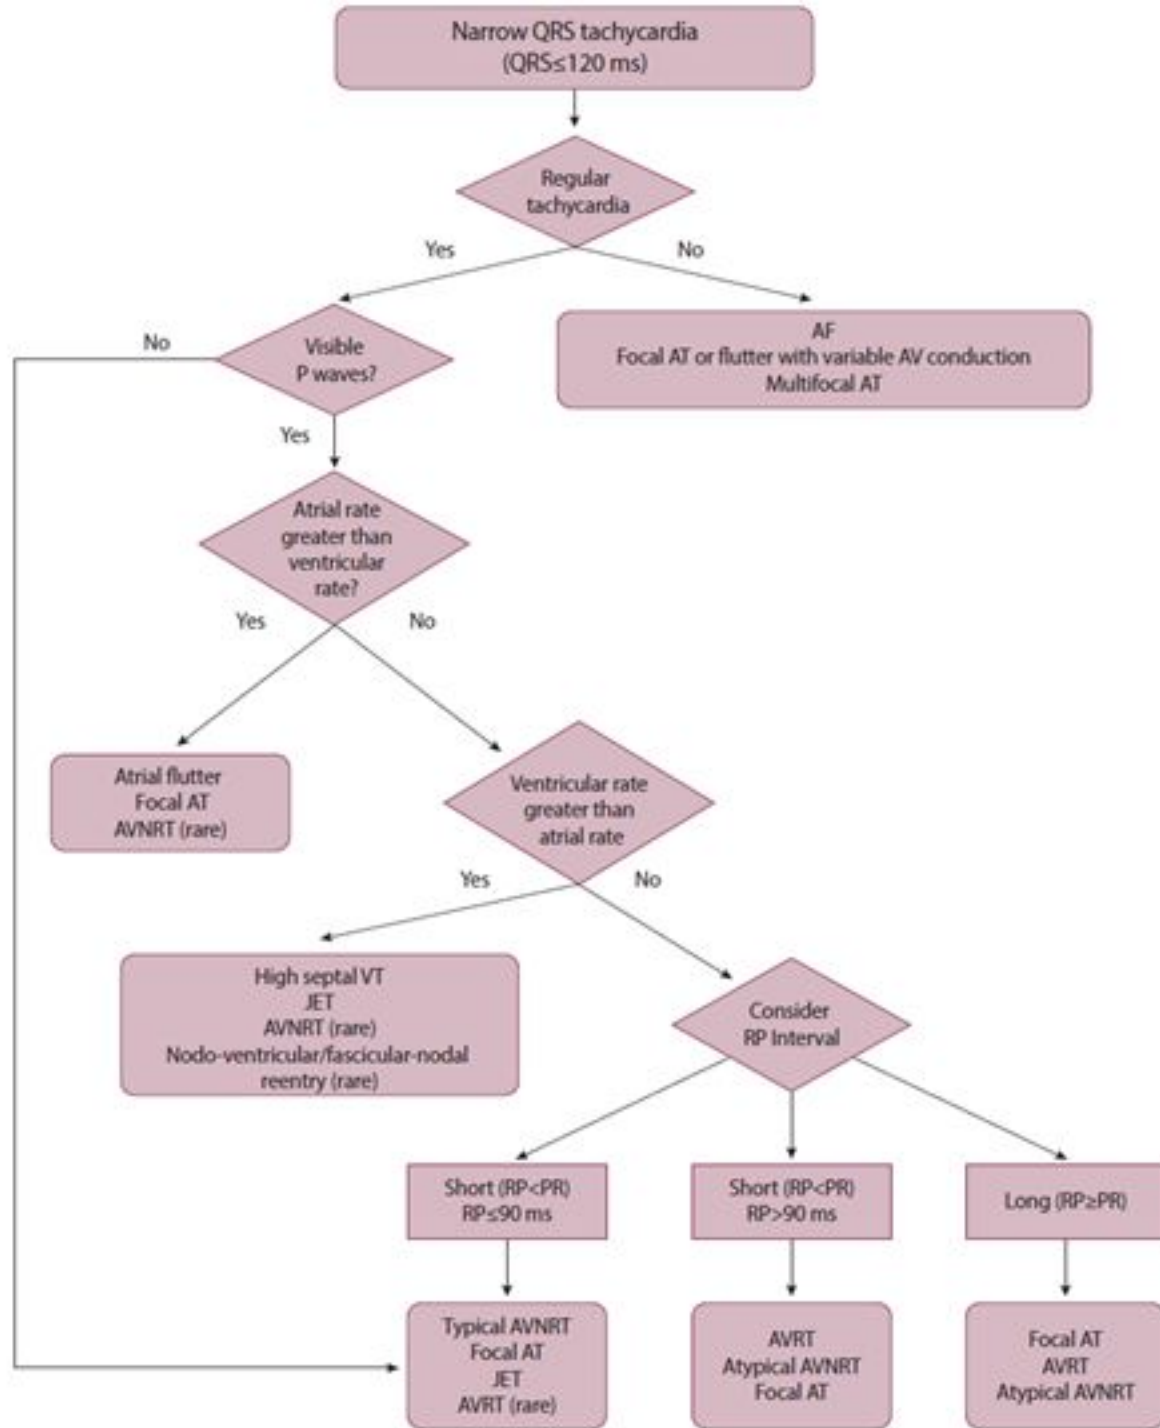 Narrow QRS tachycardia
(QRS≤120 ms)
Regular
tachycardia
Yes
No
No
Visible
P waves?
AF
Focal AT or flutter with variable AV conduction
Multifocal AT
Yes
Atrial rate
greater than
ventricular
rate?
Yes
No
Atrial flutter
Focal AT
AVNRT (rare)
Ventricular rate
greater than
atrial rate
Yes
No
High septal VT
JET
AVNRT (rare)
Nodo-ventricular/fascicular-nodal
reentry (rare)
Consider
RP Interval
Short (RP<PR)
RP≤90 ms
Short (RP<PR)
RP>90 ms
Long (RP≥PR)
Typical AVNRT
Focal AT
JET
AVRT (rare)
AVRT
Atypical AVNRT
Focal AT
Focal AT
AVRT
Atypical AVNRT